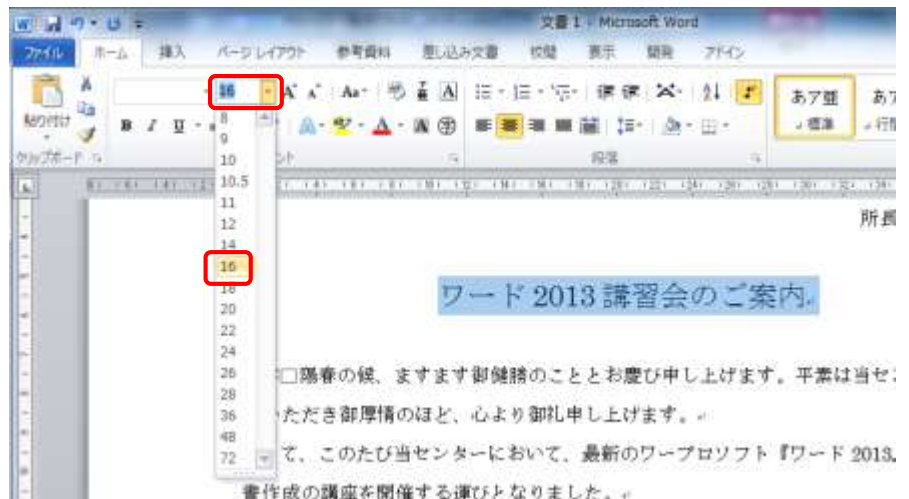 文書 1 - Microsoft Word
ファイル ホーム 挿入 ページ レイアウト 参考資料 差し込み文書 校閲 表示 開発 アドイン
16 Aa
貼り付け B I U A あア亜 あア
標準 行間
クリップボード 段落
8
9
10
10.5
11
12
14
16
18
20
22
24
26
28
36
48
72
所長
ワード 2013 講習会のご案内
□陽春の候、ますます御健勝のこととお慶び申し上げます。平素は当セン
ただき御厚情のほど、心より御礼申し上げます。
て、このたび当センターにおいて、最新のワープロソフト『ワード 2013
書作成の講座を開催する運びとなりました。